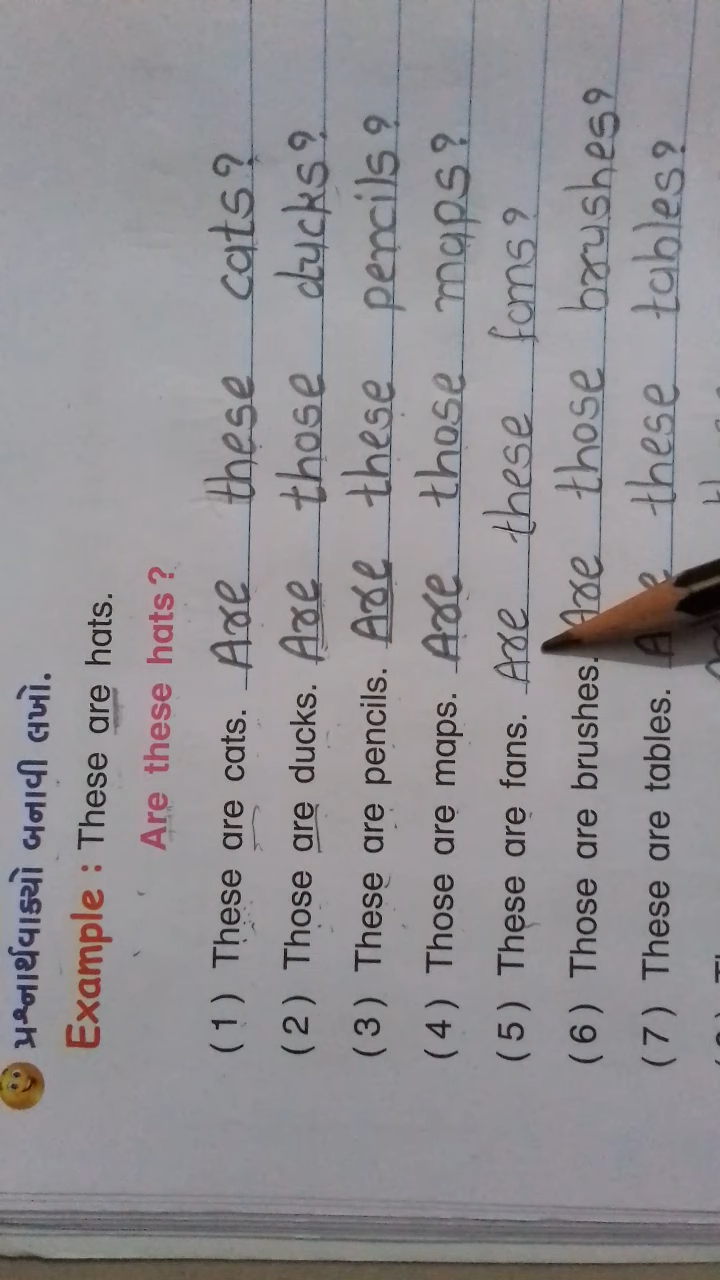 પ્રશ્નાર્થવાક્યો બનાવી લખો.
Example : These are hats.
Are these hats ?
(1) These are cats. Are these cats?
(2) Those are ducks. Are those ducks?
(3) These are pencils. Are these pencils?
(4) Those are maps. Are those maps?
(5) These are fans. Are these fans?
(6) Those are brushes. Are those brushes?
(7) These are tables. these tables?